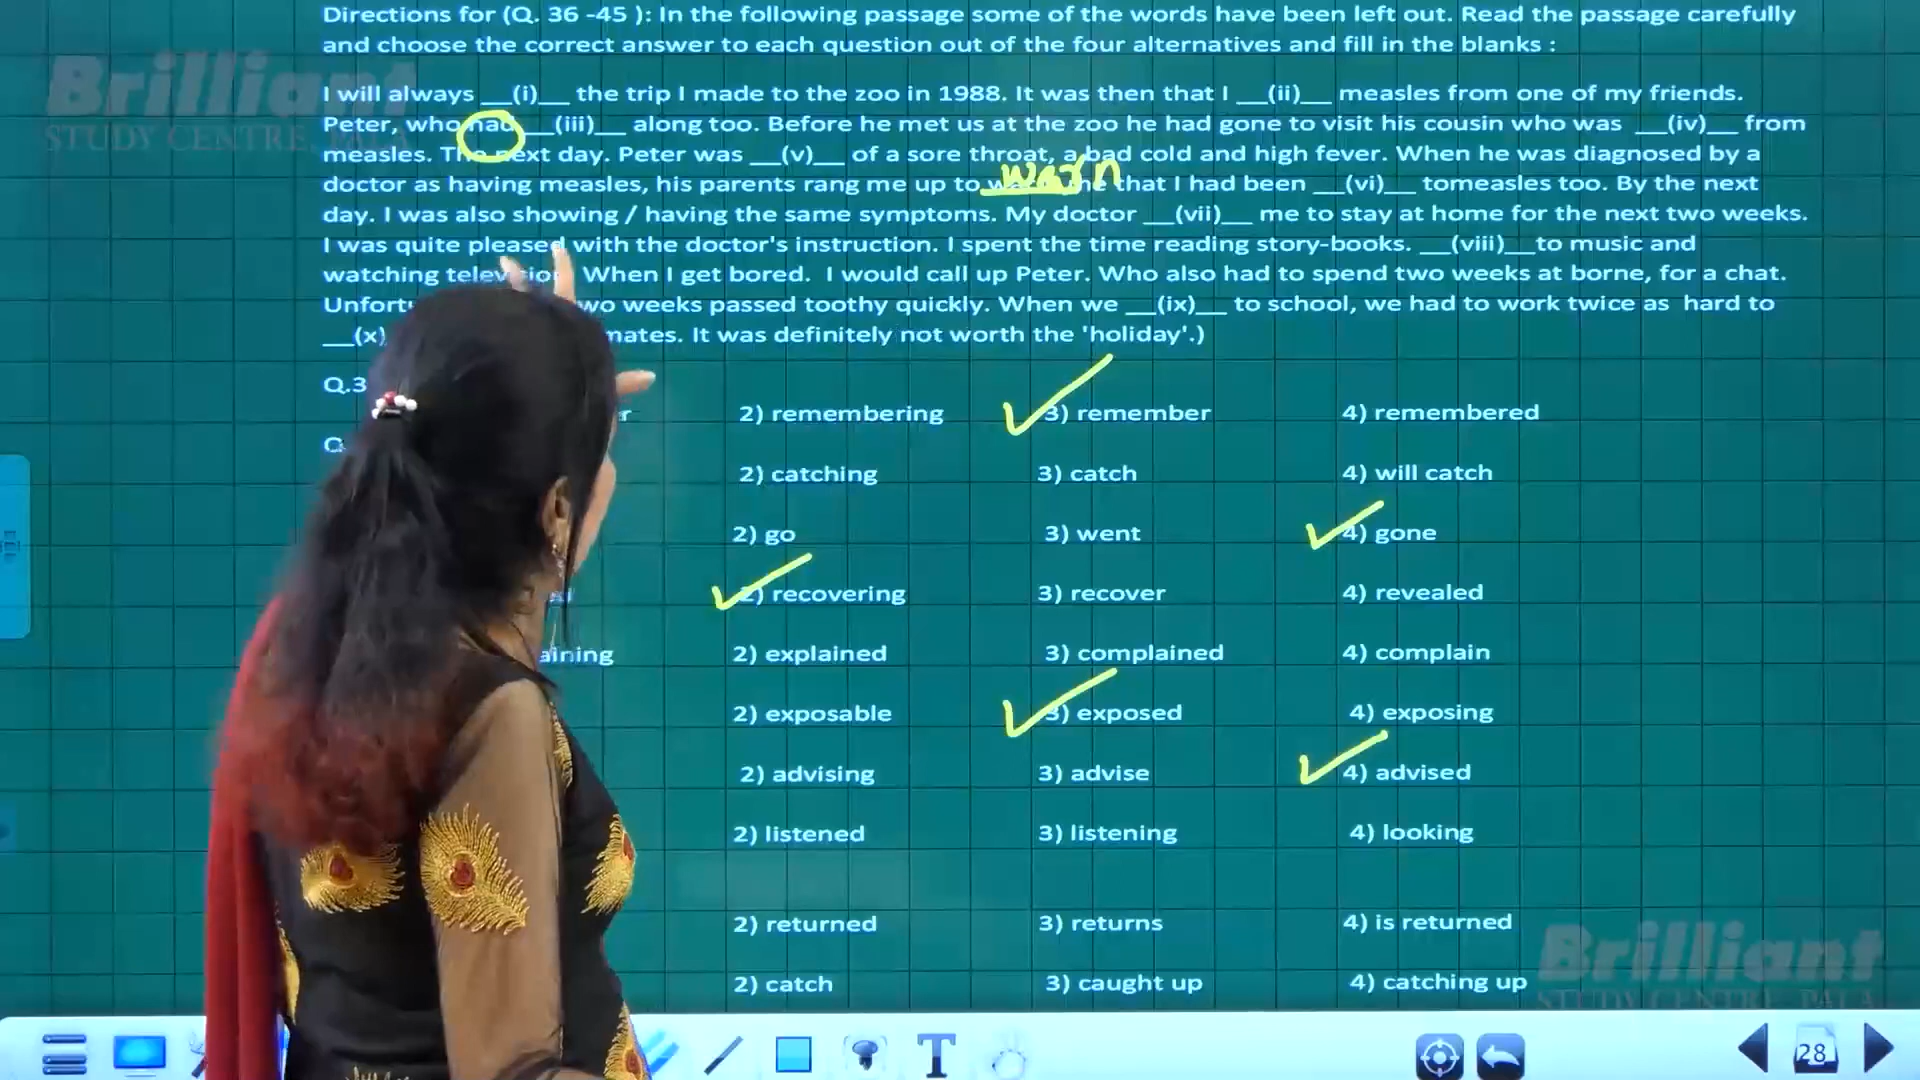 Directions for (Q. 36 -45 ): In the following passage some of the words have been left out. Read the passage carefully
and choose the correct answer to each question out of the four alternatives and fill in the blanks :
Brilliant
STUDY CENTRE,
I will always __(i)__ the trip I made to the zoo in 1988. It was then that I __(ii)__ measles from one of my friends.
Peter, who had __(iii)__ along too. Before he met us at the zoo he had gone to visit his cousin who was __(iv)__ from
measles. The next day. Peter was __(v)__ of a sore throat, a bad cold and high fever. When he was diagnosed by a
warn
doctor as having measles, his parents rang me up to that I had been __(vi)__ tomeasles too. By the next
day. I was also showing / having the same symptoms. My doctor __(vii)__ me to stay at home for the next two weeks.
I was quite pleased with the doctor's instruction. I spent the time reading story-books. __(viii)__to music and
watching When I get bored. I would call up Peter. Who also had to spend two weeks at borne, for a chat.
weeks passed toothy quickly. When we __(ix)__ to school, we had to work twice as hard to
__(x) It was definitely not worth the 'holiday'.)
Q.3
2) remembering 3) remember 4) remembered
2) catching 3) catch 4) will catch
2) go 3) went 4) gone
2) recovering 3) recover 4) revealed
2) explained 3) complained 4) complain
2) exposable 3) exposed 4) exposing
2) advising 3) advise 4) advised
2) listened 3) listening 4) looking
2) returned 3) returns 4) is returned
2) catch 3) caught up 4) catching up
Brilliant
STUDY CENTRE, PALA
T
28